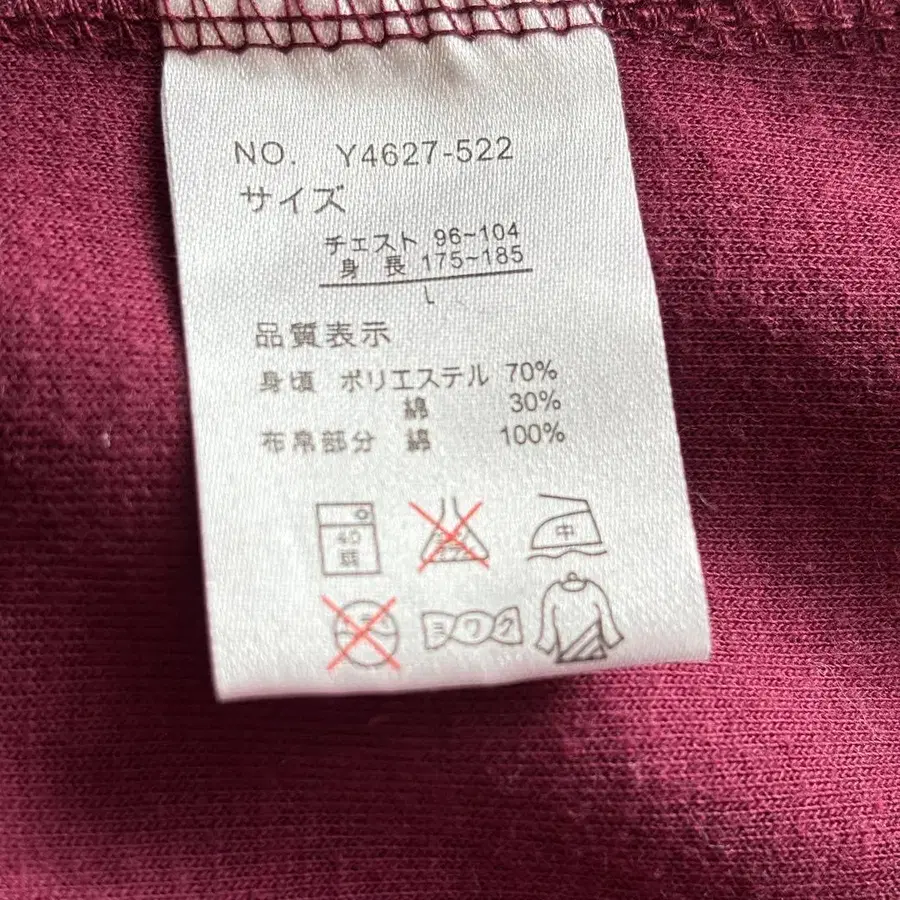 NO. Y4627-522
サイズ
チェスト 96~104
身 長 175~185
L
品質表示
身頃 ポリエステル 70%
綿 30%
布帛部分 綿 100%
40
中
ヨワク